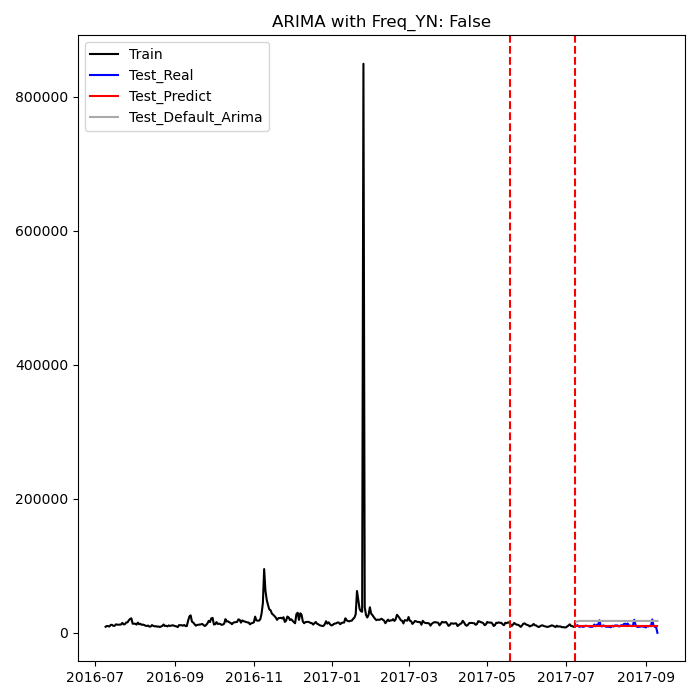 ARIMA with Freq_YN: False
Train
Test_Real
Test_Predict
Test_Default_Arima
800000
600000
400000
200000
0
2016-07 2016-09 2016-11 2017-01 2017-03 2017-05 2017-07 2017-09